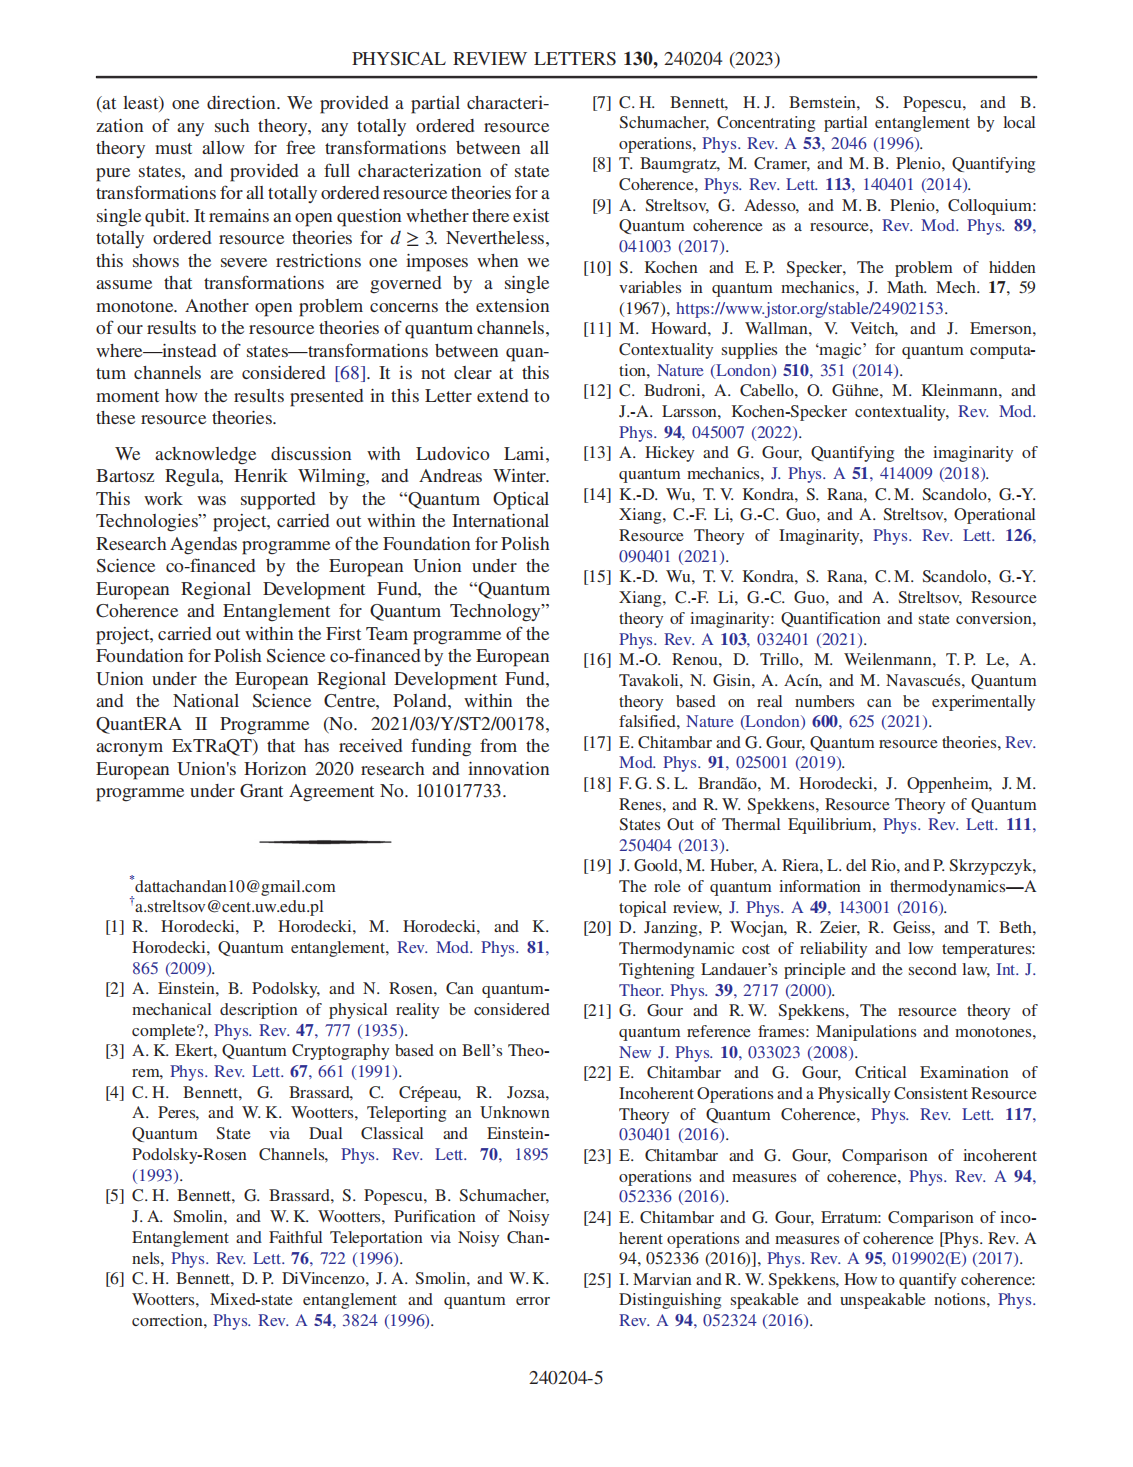 PHYSICAL REVIEW LETTERS 130, 240204 (2023)
(at least) one direction. We provided a partial characteri-
zation of any such theory, any totally ordered resource
theory must allow for free transformations between all
pure states, and provided a full characterization of state
transformations for all totally ordered resource theories for a
single qubit. It remains an open question whether there exist
totally ordered resource theories for d ≥ 3. Nevertheless,
this shows the severe restrictions one imposes when we
assume that transformations are governed by a single
monotone. Another open problem concerns the extension
of our results to the resource theories of quantum channels,
where—instead of states—transformations between quan-
tum channels are considered [68]. It is not clear at this
moment how the results presented in this Letter extend to
these resource theories.
We acknowledge discussion with Ludovico Lami,
Bartosz Regula, Henrik Wilming, and Andreas Winter.
This work was supported by the “Quantum Optical
Technologies” project, carried out within the International
Research Agendas programme of the Foundation for Polish
Science co-financed by the European Union under the
European Regional Development Fund, the “Quantum
Coherence and Entanglement for Quantum Technology”
project, carried out within the First Team programme of the
Foundation for Polish Science co-financed by the European
Union under the European Regional Development Fund,
and the National Science Centre, Poland, within the
QuantERA II Programme (No. 2021/03/Y/ST2/00178,
acronym ExTRaQT) that has received funding from the
European Union's Horizon 2020 research and innovation
programme under Grant Agreement No. 101017733.
*dattachandan10@gmail.com
†a.streltsov@cent.uw.edu.pl
[1] R. Horodecki, P. Horodecki, M. Horodecki, and K.
Horodecki, Quantum entanglement, Rev. Mod. Phys. 81,
865 (2009).
[2] A. Einstein, B. Podolsky, and N. Rosen, Can quantum-
mechanical description of physical reality be considered
complete?, Phys. Rev. 47, 777 (1935).
[3] A. K. Ekert, Quantum Cryptography based on Bell’s Theo-
rem, Phys. Rev. Lett. 67, 661 (1991).
[4] C. H. Bennett, G. Brassard, C. Crépeau, R. Jozsa,
A. Peres, and W. K. Wootters, Teleporting an Unknown
Quantum State via Dual Classical and Einstein-
Podolsky-Rosen Channels, Phys. Rev. Lett. 70, 1895
(1993).
[5] C. H. Bennett, G. Brassard, S. Popescu, B. Schumacher,
J. A. Smolin, and W. K. Wootters, Purification of Noisy
Entanglement and Faithful Teleportation via Noisy Chan-
nels, Phys. Rev. Lett. 76, 722 (1996).
[6] C. H. Bennett, D. P. DiVincenzo, J. A. Smolin, and W. K.
Wootters, Mixed-state entanglement and quantum error
correction, Phys. Rev. A 54, 3824 (1996).
[7] C. H. Bennett, H. J. Bernstein, S. Popescu, and B.
Schumacher, Concentrating partial entanglement by local
operations, Phys. Rev. A 53, 2046 (1996).
[8] T. Baumgratz, M. Cramer, and M. B. Plenio, Quantifying
Coherence, Phys. Rev. Lett. 113, 140401 (2014).
[9] A. Streltsov, G. Adesso, and M. B. Plenio, Colloquium:
Quantum coherence as a resource, Rev. Mod. Phys. 89,
041003 (2017).
[10] S. Kochen and E. P. Specker, The problem of hidden
variables in quantum mechanics, J. Math. Mech. 17, 59
(1967), https://www.jstor.org/stable/24902153.
[11] M. Howard, J. Wallman, V. Veitch, and J. Emerson,
Contextuality supplies the ‘magic’ for quantum computa-
tion, Nature (London) 510, 351 (2014).
[12] C. Budroni, A. Cabello, O. Gühne, M. Kleinmann, and
J.-A. Larsson, Kochen-Specker contextuality, Rev. Mod.
Phys. 94, 045007 (2022).
[13] A. Hickey and G. Gour, Quantifying the imaginarity of
quantum mechanics, J. Phys. A 51, 414009 (2018).
[14] K.-D. Wu, T. V. Kondra, S. Rana, C. M. Scandolo, G.-Y.
Xiang, C.-F. Li, G.-C. Guo, and A. Streltsov, Operational
Resource Theory of Imaginarity, Phys. Rev. Lett. 126,
090401 (2021).
[15] K.-D. Wu, T. V. Kondra, S. Rana, C. M. Scandolo, G.-Y.
Xiang, C.-F. Li, G.-C. Guo, and A. Streltsov, Resource
theory of imaginarity: Quantification and state conversion,
Phys. Rev. A 103, 032401 (2021).
[16] M.-O. Renou, D. Trillo, M. Weilenmann, T. P. Le, A.
Tavakoli, N. Gisin, A. Acín, and M. Navascués, Quantum
theory based on real numbers can be experimentally
falsified, Nature (London) 600, 625 (2021).
[17] E. Chitambar and G. Gour, Quantum resource theories, Rev.
Mod. Phys. 91, 025001 (2019).
[18] F. G. S. L. Brandão, M. Horodecki, J. Oppenheim, J. M.
Renes, and R. W. Spekkens, Resource Theory of Quantum
States Out of Thermal Equilibrium, Phys. Rev. Lett. 111,
250404 (2013).
[19] J. Goold, M. Huber, A. Riera, L. del Rio, and P. Skrzypczyk,
The role of quantum information in thermodynamics—A
topical review, J. Phys. A 49, 143001 (2016).
[20] D. Janzing, P. Wocjan, R. Zeier, R. Geiss, and T. Beth,
Thermodynamic cost of reliability and low temperatures:
Tightening Landauer’s principle and the second law, Int. J.
Theor. Phys. 39, 2717 (2000).
[21] G. Gour and R. W. Spekkens, The resource theory of
quantum reference frames: Manipulations and monotones,
New J. Phys. 10, 033023 (2008).
[22] E. Chitambar and G. Gour, Critical Examination of
Incoherent Operations and a Physically Consistent Resource
Theory of Quantum Coherence, Phys. Rev. Lett. 117,
030401 (2016).
[23] E. Chitambar and G. Gour, Comparison of incoherent
operations and measures of coherence, Phys. Rev. A 94,
052336 (2016).
[24] E. Chitambar and G. Gour, Erratum: Comparison of inco-
herent operations and measures of coherence [Phys. Rev. A
94, 052336 (2016)], Phys. Rev. A 95, 019902(E) (2017).
[25] I. Marvian and R. W. Spekkens, How to quantify coherence:
Distinguishing speakable and unspeakable notions, Phys.
Rev. A 94, 052324 (2016).
240204-5